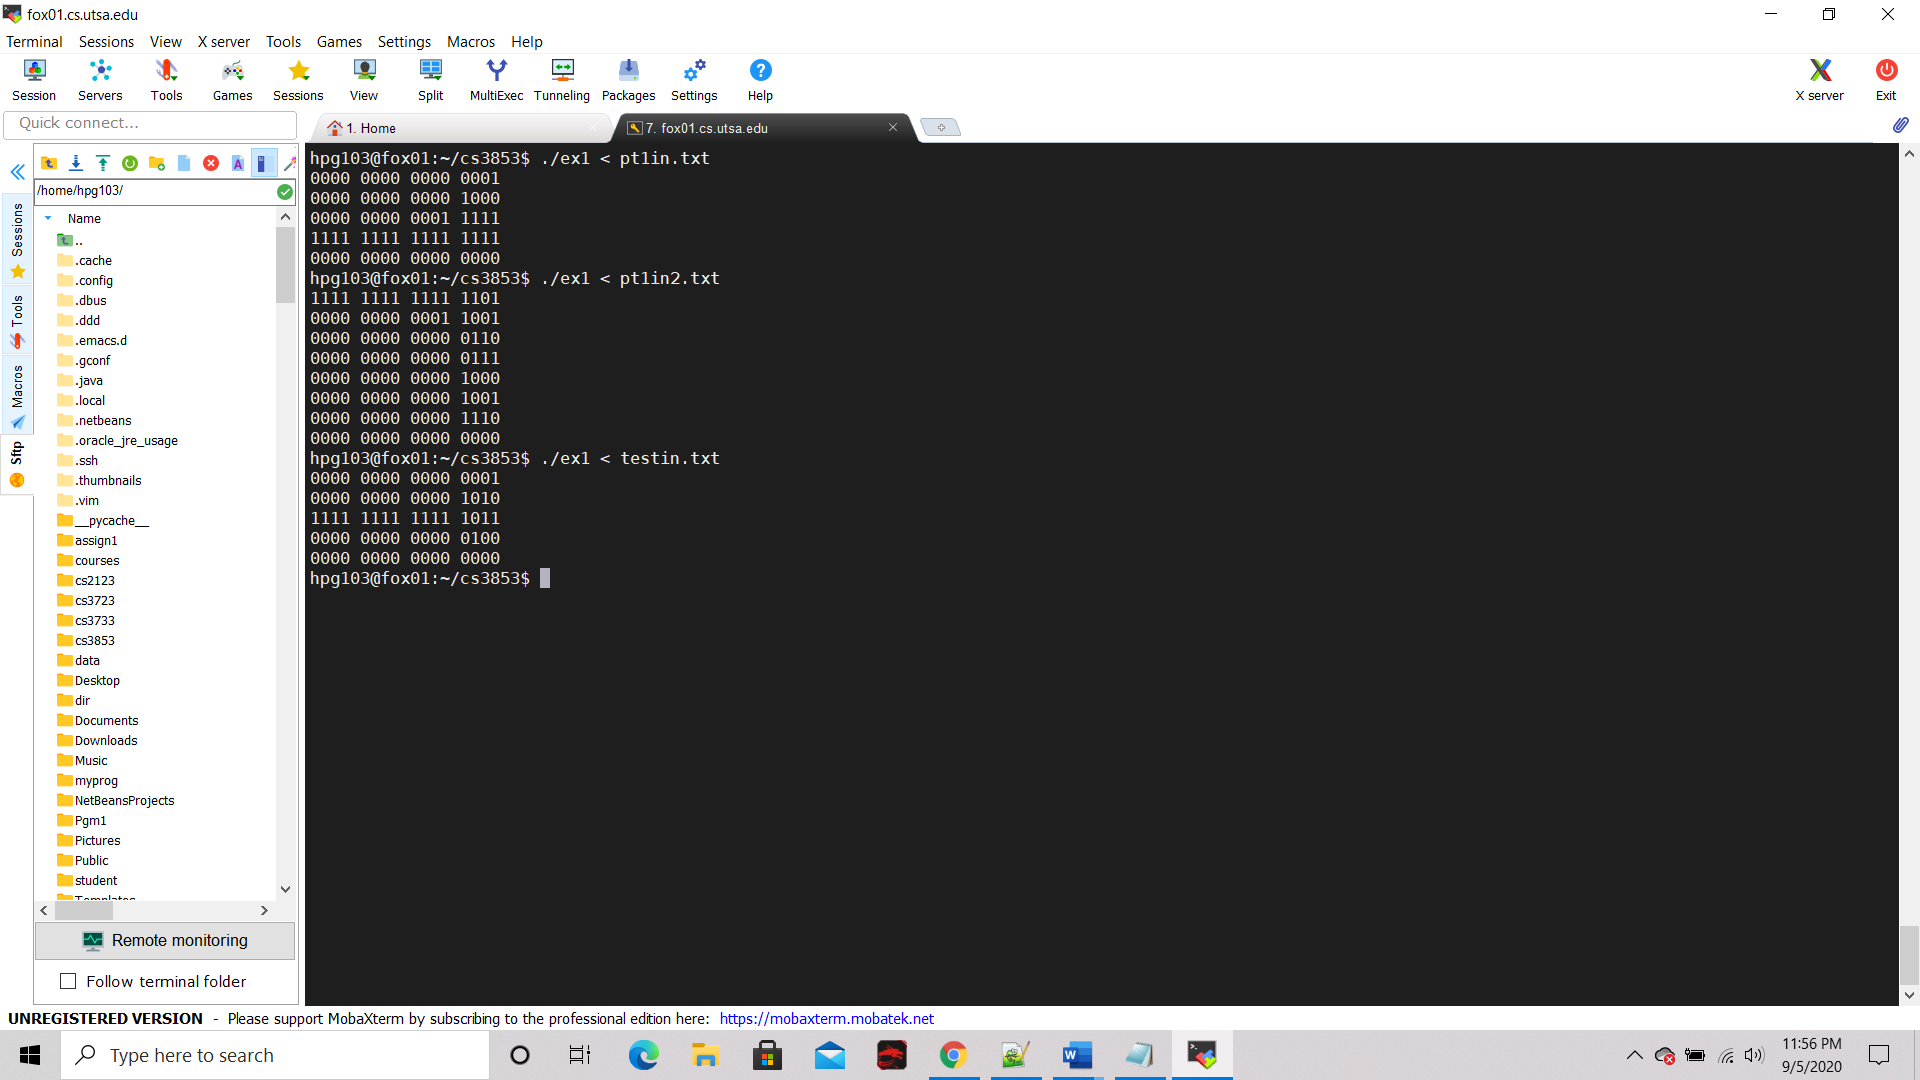 fox01.cs.utsa.edu
Terminal Sessions View X server Tools Games Settings Macros Help
Session Servers Tools Games Sessions View Split MultiExec Tunneling Packages Settings Help X server Exit
Quick connect...
1. Home
7. fox01.cs.utsa.edu
/home/hpg103/
Name
..
.cache
.config
.dbus
.ddd
.emacs.d
.gconf
.java
.local
.netbeans
.oracle_jre_usage
.ssh
.thumbnails
.vim
__pycache__
assign1
courses
cs2123
cs3723
cs3733
cs3853
data
Desktop
dir
Documents
Downloads
Music
myprog
NetBeansProjects
Pgm1
Pictures
Public
student
Templates
Sessions
Tools
Macros
Sftp
Remote monitoring
Follow terminal folder
hpg103@fox01:~/cs3853$ ./ex1 < pt1in.txt
0000 0000 0000 0001
0000 0000 0000 1000
0000 0000 0001 1111
1111 1111 1111 1111
0000 0000 0000 0000
hpg103@fox01:~/cs3853$ ./ex1 < pt1in2.txt
1111 1111 1111 1101
0000 0000 0001 1001
0000 0000 0000 0110
0000 0000 0000 0111
0000 0000 0000 1000
0000 0000 0000 1001
0000 0000 0000 1110
0000 0000 0000 0000
hpg103@fox01:~/cs3853$ ./ex1 < testin.txt
0000 0000 0000 0001
0000 0000 0000 1010
1111 1111 1111 1011
0000 0000 0000 0100
0000 0000 0000 0000
hpg103@fox01:~/cs3853$
UNREGISTERED VERSION - Please support MobaXterm by subscribing to the professional edition here: https://mobaxterm.mobatek.net
Type here to search
11:56 PM
9/5/2020